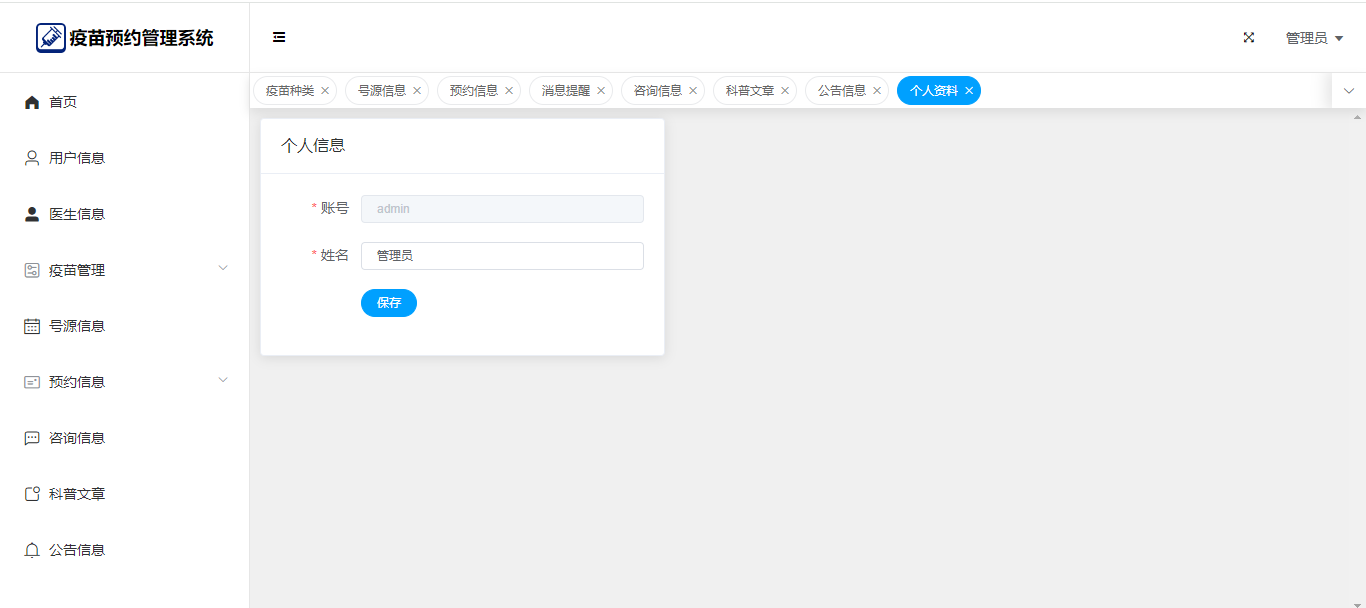 疫苗预约管理系统
管理员
首页
用户信息
医生信息
疫苗管理
号源信息
预约信息
咨询信息
科普文章
公告信息
疫苗种类 号源信息 预约信息 消息提醒 咨询信息 科普文章 公告信息 个人资料
个人信息
* 账号 admin
* 姓名 管理员
保存